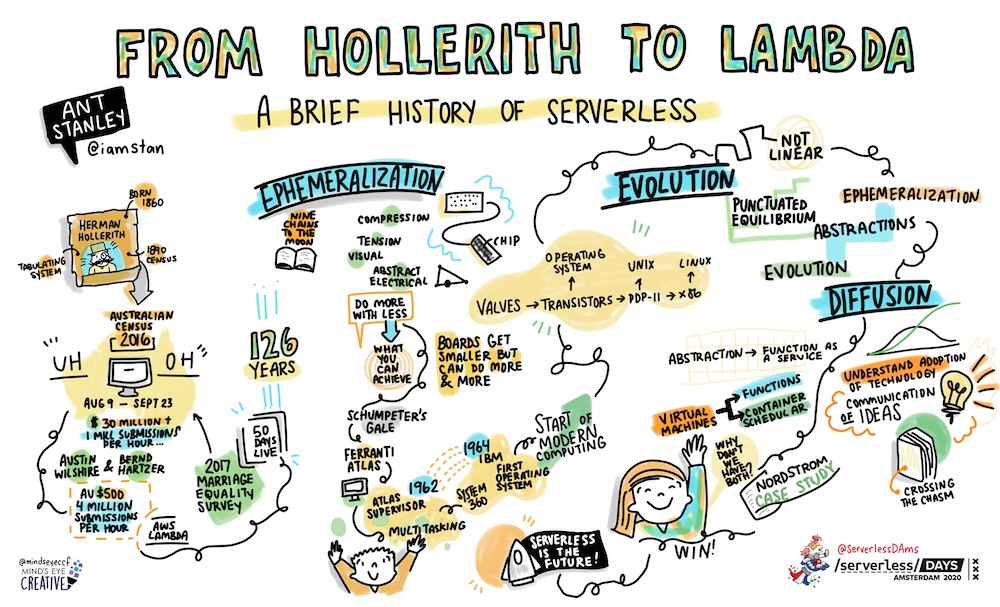 FROM HOLLERITH TO LAMBDA
A BRIEF HISTORY OF SERVERLESS
ANT
STANLEY
@iamstan
BORN
1860
HERMAN
HOLLERITH
TABULATING
SYSTEM
1890
CENSUS
AUSTRALIAN
CENSUS
2016
UH
OH
AUG 9 - SEPT 23
$ 30 MILLION +
1 MILL SUBMISSIONS
PER HOUR...
AUSTIN
WILSHIRE
&
BERND
HARTZER
AU $500
4 MILLION
SUBMISSIONS
PER HOUR
AWS
LAMBDA
2017
MARRIAGE
EQUALITY
SURVEY
126
YEARS
50
DAYS
LIVE
EPHEMERALIZATION
NINE
CHAINS
TO THE
MOON
COMPRESSION
TENSION
VISUAL
ABSTRACT
ELECTRICAL
CHIP
DO MORE
WITH LESS
WHAT
YOU
CAN
ACHIEVE
BOARDS GET
SMALLER BUT
CAN DO MORE
& MORE
SCHUMPETER'S
GALE
FERRANTI
ATLAS
ATLAS
SUPERVISOR
1962
MULTITASKING
1964
IBM
SYSTEM
360
FIRST
OPERATING
SYSTEM
START OF
MODERN
COMPUTING
SERVERLESS
IS THE
FUTURE!
EVOLUTION
NOT
LINEAR
PUNCTUATED
EQUILIBRIUM
EPHEMERALIZATION
ABSTRACTIONS
EVOLUTION
OPERATING
SYSTEM
UNIX
LINUX
VALVES → TRANSISTORS → PDP-11 → x86
DIFFUSION
ABSTRACTION → FUNCTION AS
A SERVICE
VIRTUAL
MACHINES
FUNCTIONS
CONTAINER
SCHEDULAR
WHY
DON'T
WE
HAVE
BOTH?
WIN!
NORDSTROM
CASE STUDY
UNDERSTAND ADOPTION
OF TECHNOLOGY
COMMUNICATION
OF IDEAS
CROSSING
THE CHASM
@mindseyeccf
MIND'S EYE
CREATIVE
@ServerlessDAms
/serverless/ DAYS
AMSTERDAM 2020